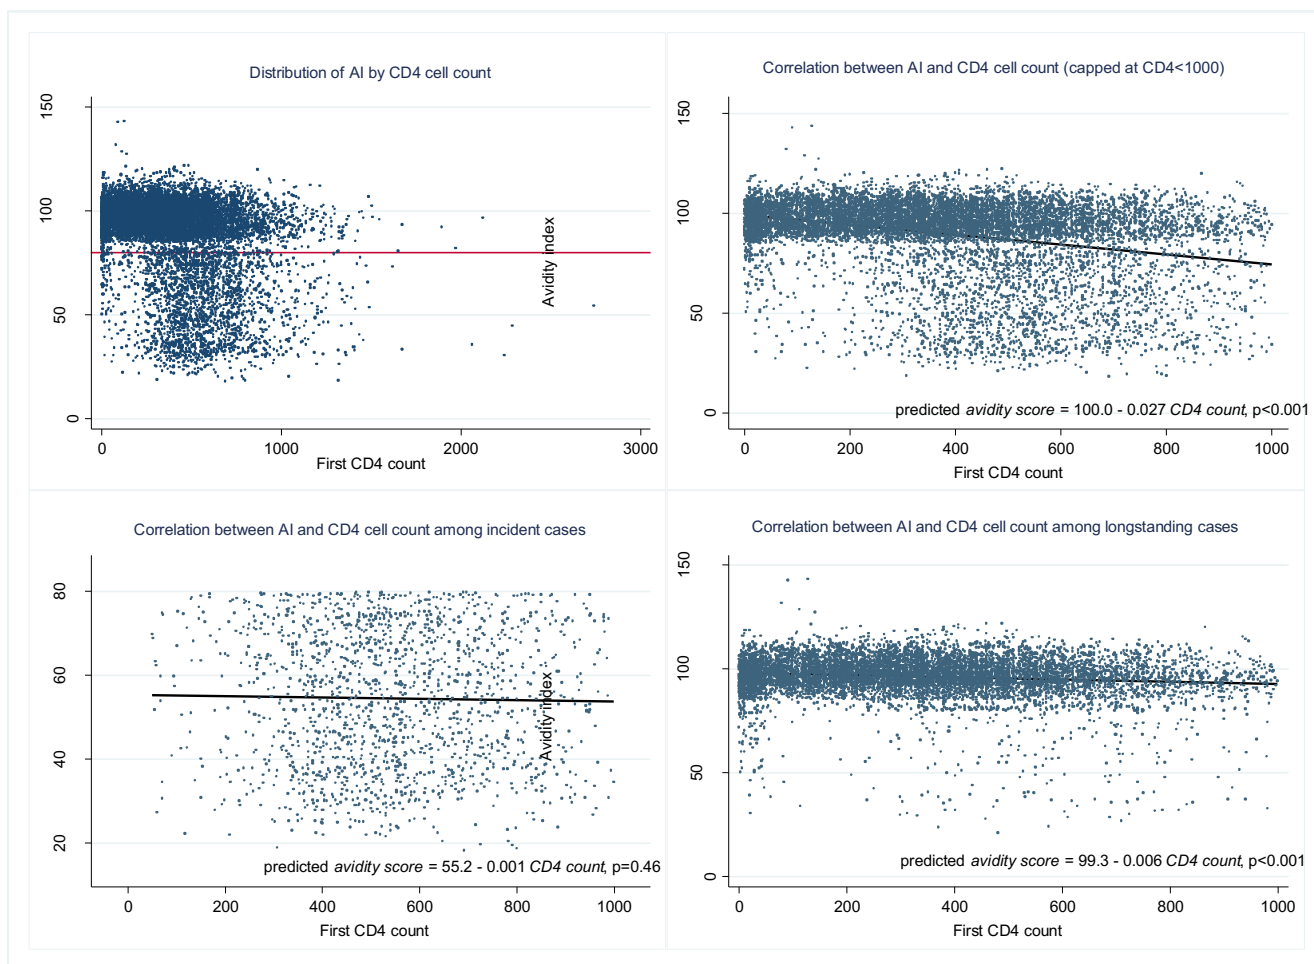 Distribution of AI by CD4 cell count
150
100
50
0
0 1000 2000 3000
First CD4 count
Correlation between AI and CD4 cell count (capped at CD4<1000)
Avidity index
150
100
50
0
predicted avidity score = 100.0 - 0.027 CD4 count, p<0.001
0 200 400 600 800 1000
First CD4 count
Correlation between AI and CD4 cell count among incident cases
80
60
40
20
predicted avidity score = 55.2 - 0.001 CD4 count, p=0.46
0 200 400 600 800 1000
First CD4 count
Correlation between AI and CD4 cell count among longstanding cases
Avidity index
150
100
50
0
predicted avidity score = 99.3 - 0.006 CD4 count, p<0.001
0 200 400 600 800 1000
First CD4 count